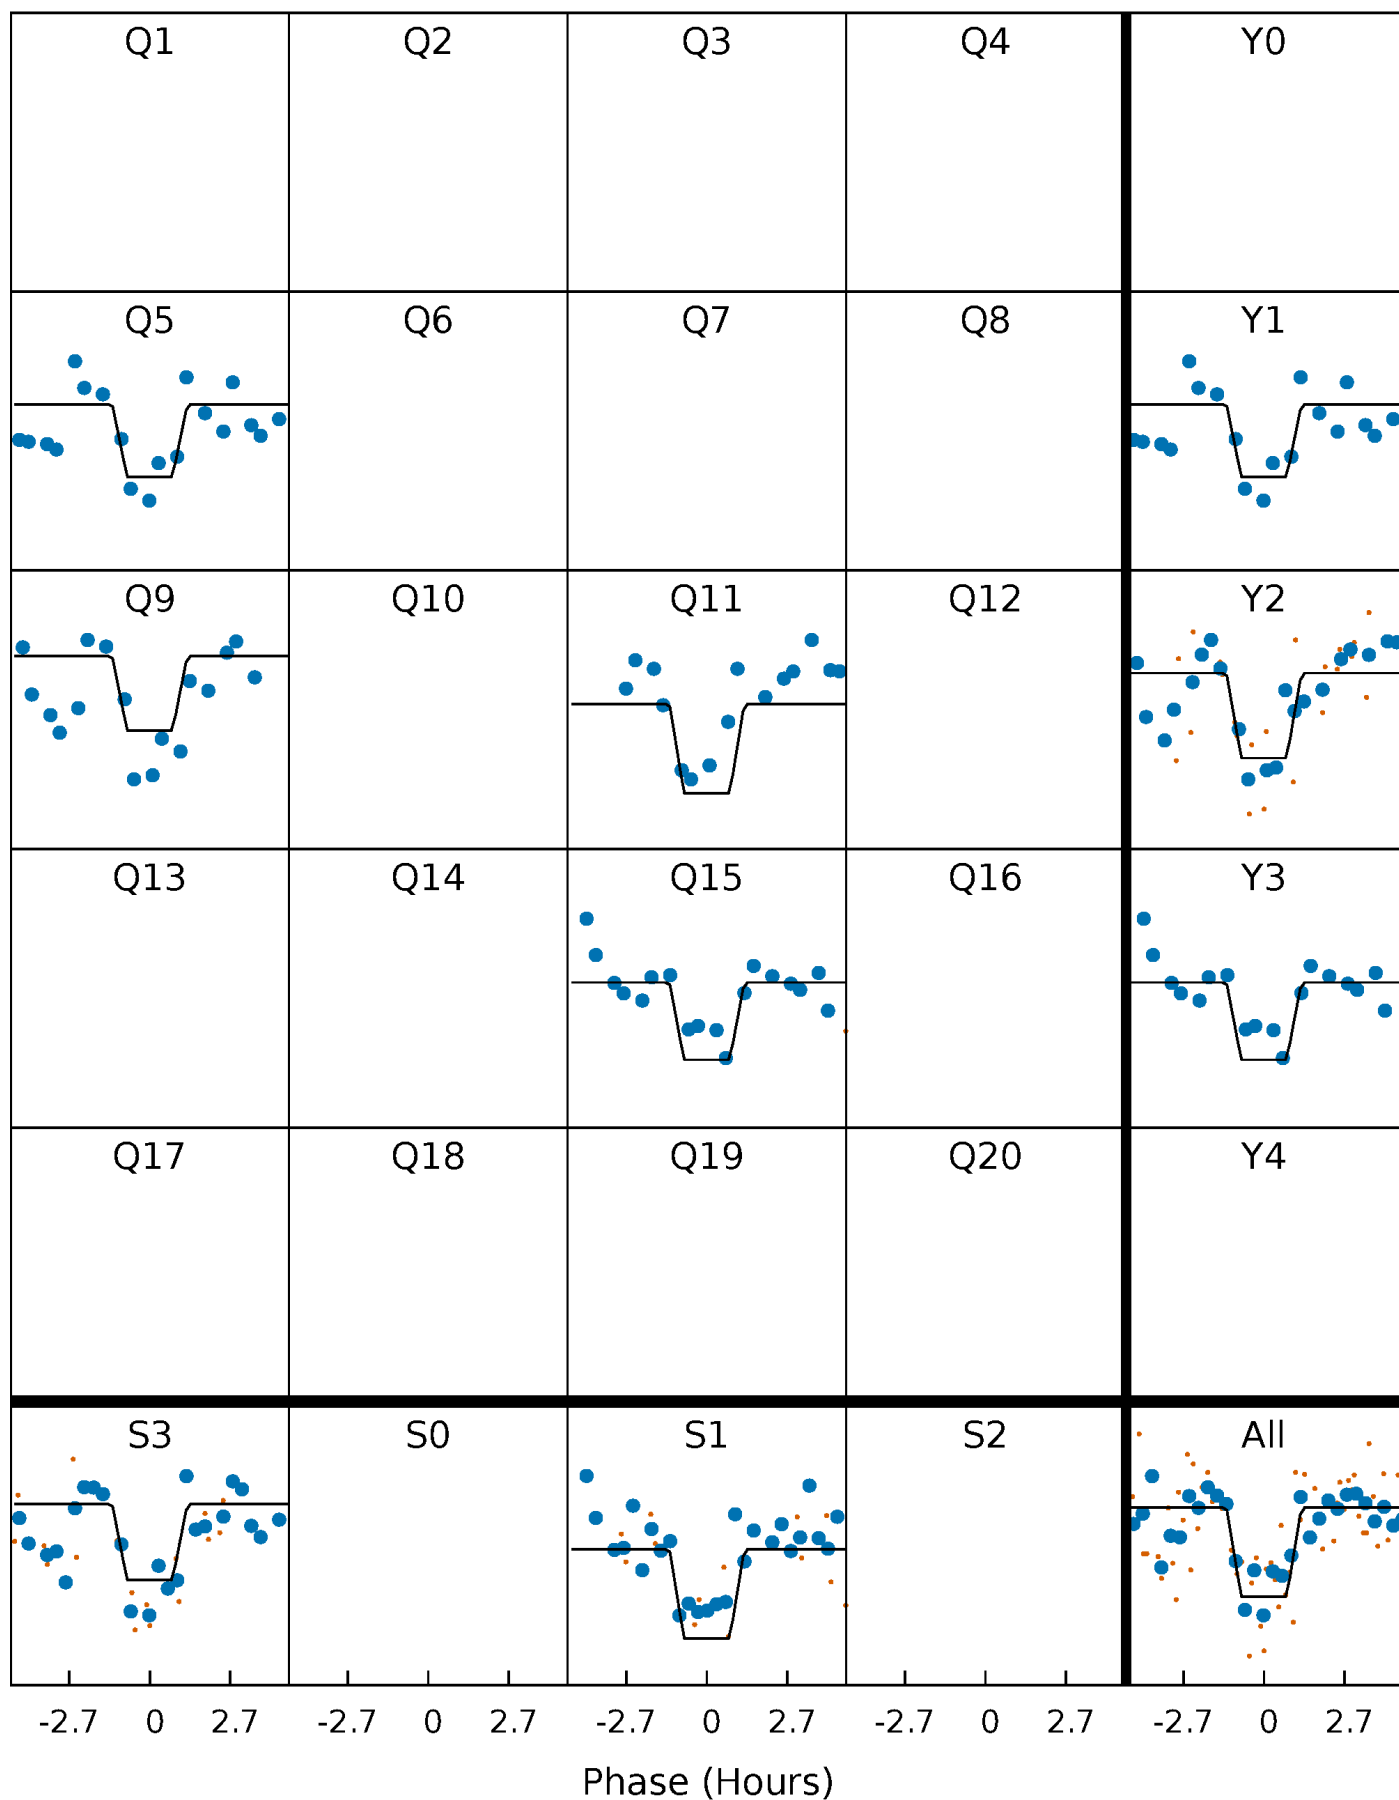 Q1 Q2 Q3 Q4 Y0
Q5 Q6 Q7 Q8 Y1
Q9 Q10 Q11 Q12 Y2
Q13 Q14 Q15 Q16 Y3
Q17 Q18 Q19 Q20 Y4
S3 S0 S1 S2 All
-2.7 0 2.7 -2.7 0 2.7 -2.7 0 2.7 -2.7 0 2.7 -2.7 0 2.7
Phase (Hours)